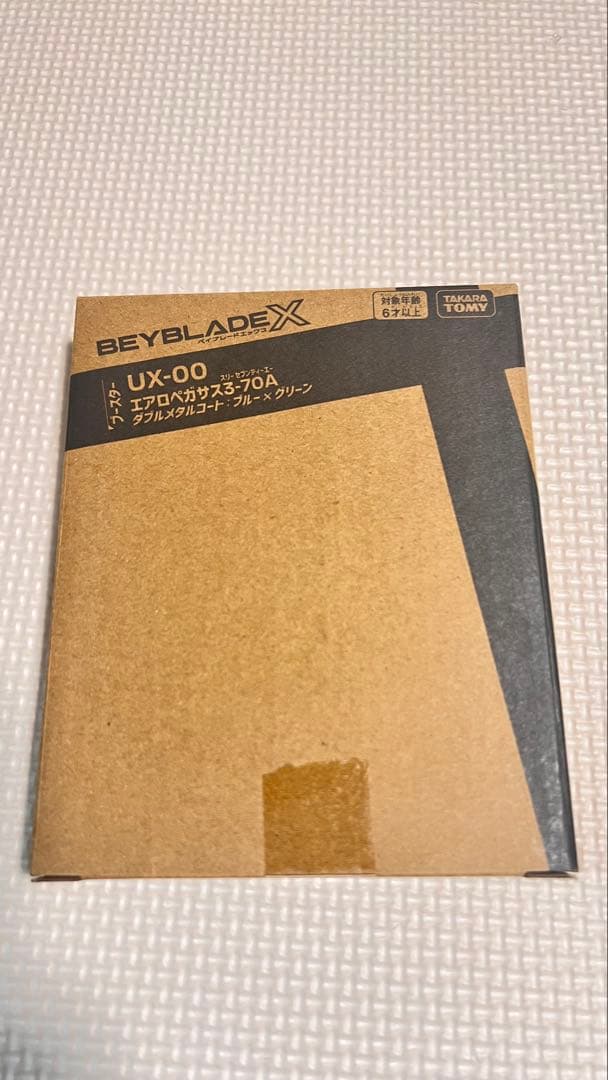 BEYBLADE X
ベイブレードエックス
対象年齢
6才以上
TAKARA
TOMY
ブースター
UX-00
スリーセブンティーエー
エアロペガサス3-70A
ダブルメタルコート:ブルー×グリーン